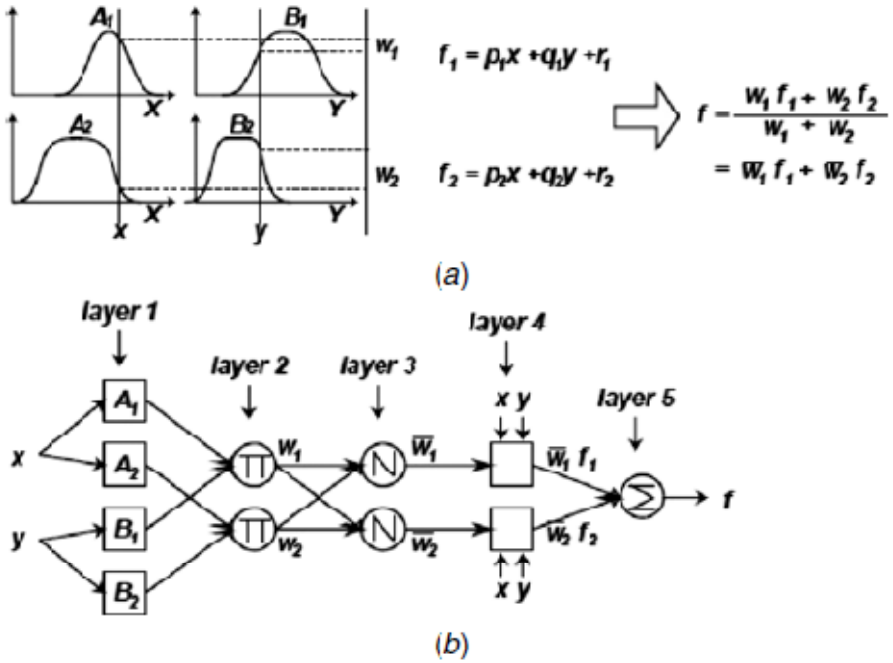 A₁ B₁
w₁ f₁ = p₁x +q₁y +r₁
X Y
f = w₁ f₁ + w₂ f₂ / w₁ + w₂
A₂ B₂
w₂ f₂ = p₂x +q₂y +r₂
= w̅₁ f₁ + w̅₂ f₂
X Y
x y
(a)
layer 1
layer 4
layer 2 layer 3
x y layer 5
A₁
w₁ w̅₁ w̅₁ f₁
x A₂ Π N
Σ f
y B₁ Π N
w₂ w̅₂ w̅₂ f₂
B₂ x y
(b)